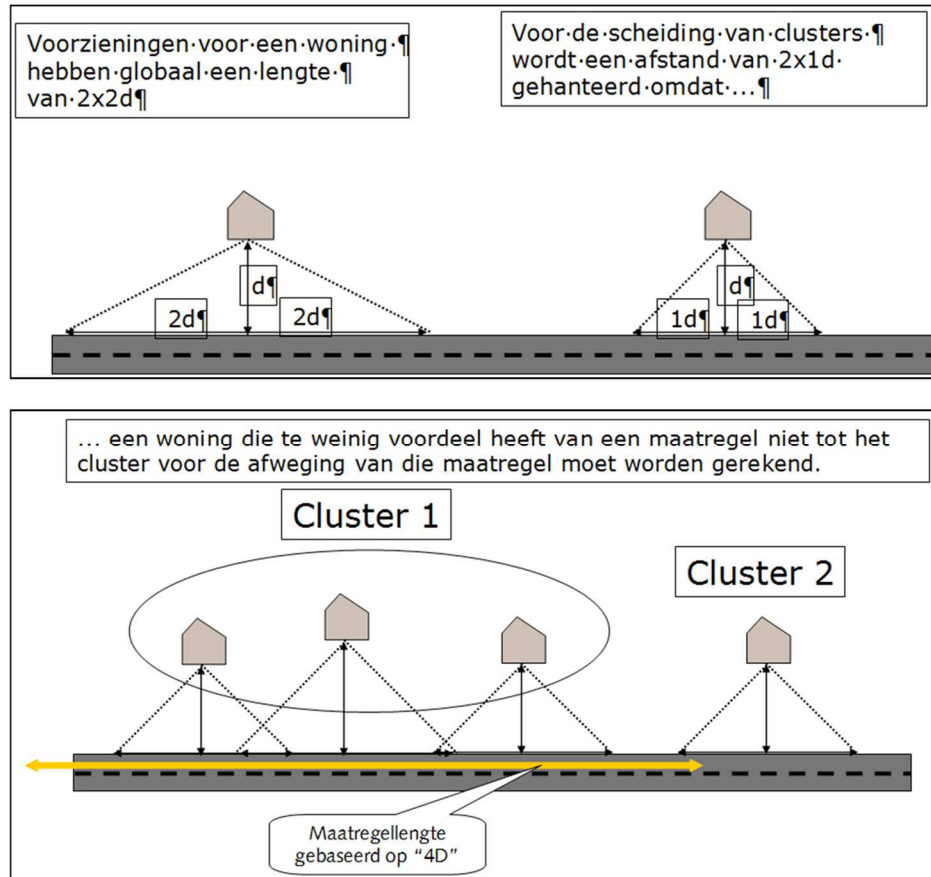 Voorzieningen·voor·een·woning·¶
hebben·globaal·een·lengte·¶
van·2x2d¶
Voor·de·scheiding·van·clusters·¶
wordt·een·afstand·van·2x1d·
gehanteerd·omdat·...¶
d¶
2d¶
2d¶
d¶
1d¶
1d¶
... een woning die te weinig voordeel heeft van een maatregel niet tot het
cluster voor de afweging van die maatregel moet worden gerekend.
Cluster 1
Cluster 2
Maatregellengte
gebaseerd op "4D"